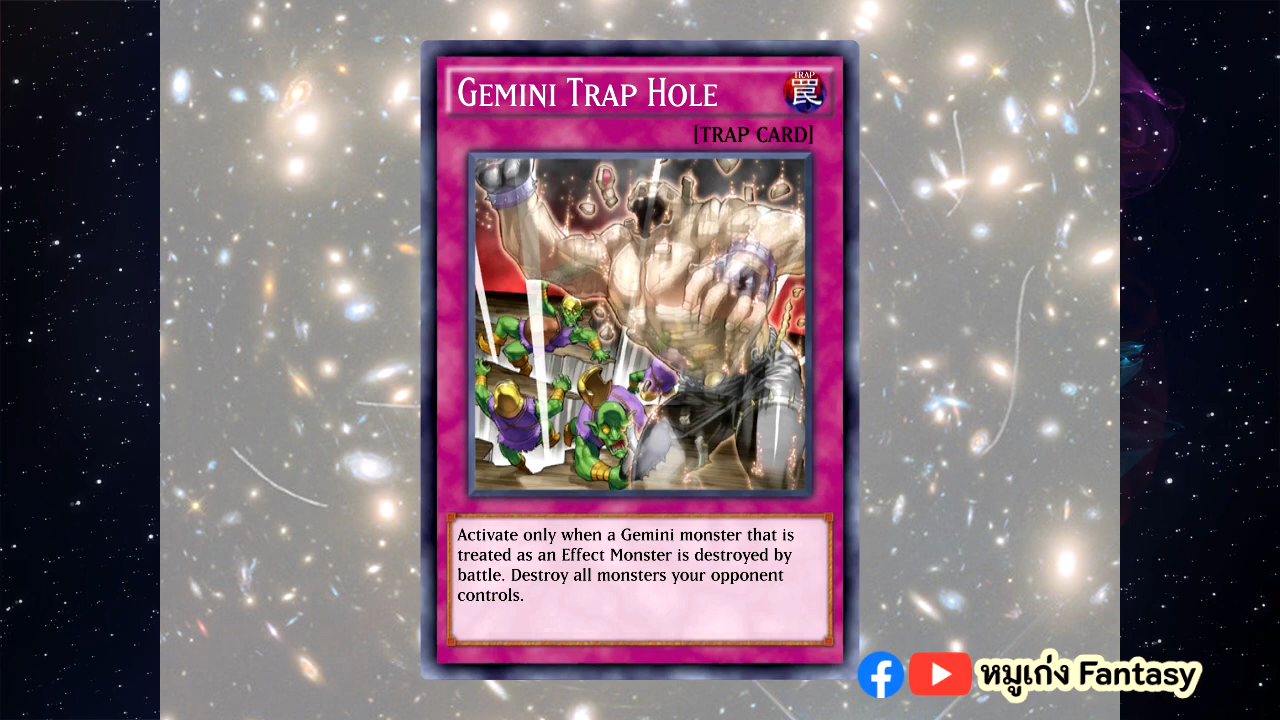 GEMINI TRAP HOLE
TRAP
罠
[TRAP CARD]
Activate only when a Gemini monster that is
treated as an Effect Monster is destroyed by
battle. Destroy all monsters your opponent
controls.
หมูเก่ง Fantasy